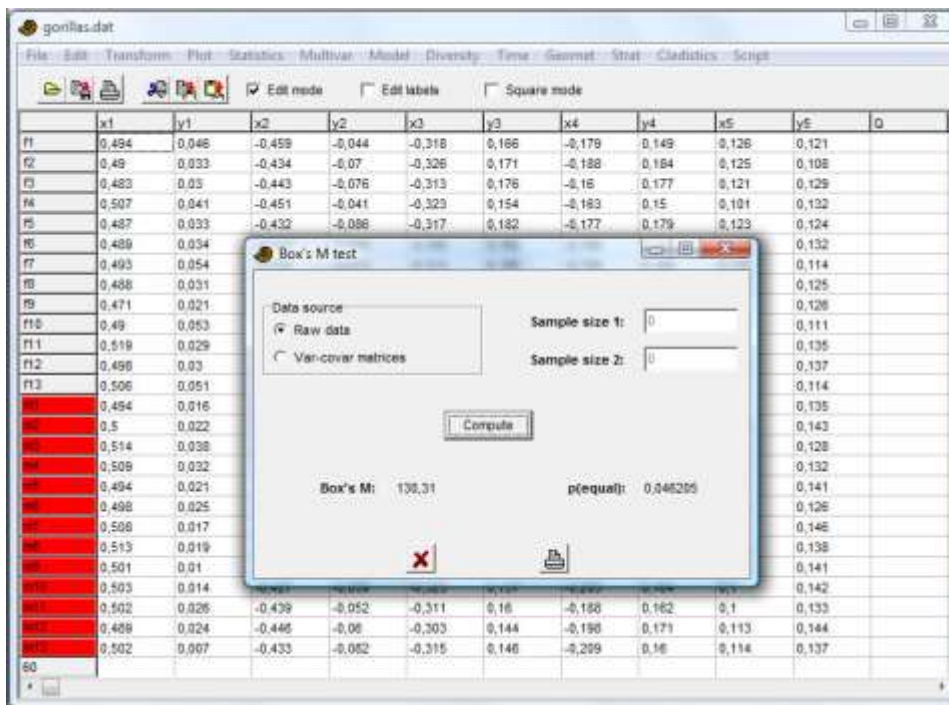 gorillas.dat
File Edit Transform Plot Statistics Multivar Model Diversity Time Geomet Strat Cladistics Script
Edit mode Edit labels Square mode
x1 y1 x2 y2 x3 y3 x4 y4 x5 y5 Q
f1 0,494 0,046 -0,459 -0,044 -0,318 0,166 -0,179 0,149 0,126 0,121
f2 0,49 0,033 -0,434 -0,07 -0,326 0,171 -0,188 0,184 0,125 0,108
f3 0,483 0,03 -0,443 -0,076 -0,313 0,176 -0,16 0,177 0,121 0,129
f4 0,507 0,041 -0,451 -0,041 -0,323 0,154 -0,163 0,15 0,101 0,132
f5 0,487 0,033 -0,432 -0,086 -0,317 0,182 -0,177 0,179 0,123 0,124
f6 0,489 0,034 0,132
f7 0,493 0,054 0,114
f8 0,488 0,031 0,125
f9 0,471 0,021 0,126
f10 0,49 0,053 0,111
f11 0,519 0,029 0,135
f12 0,498 0,03 0,137
f13 0,506 0,051 0,114
0,494 0,016 0,135
0,5 0,022 0,143
0,514 0,038 0,128
0,509 0,032 0,132
0,494 0,021 0,141
0,498 0,025 0,126
0,508 0,017 0,146
0,513 0,019 0,138
0,501 0,01 0,141
0,503 0,014 0,142
0,502 0,026 -0,439 -0,052 -0,311 0,16 -0,188 0,162 0,1 0,133
0,489 0,024 -0,446 -0,06 -0,303 0,144 -0,198 0,171 0,113 0,144
0,502 0,007 -0,433 -0,062 -0,315 0,146 -0,209 0,16 0,114 0,137
60
Box's M test
Data source
Raw data
Var-covar matrices
Sample size 1: 0
Sample size 2: 0
Compute
Box's M: 130,31
p(equal): 0,046205